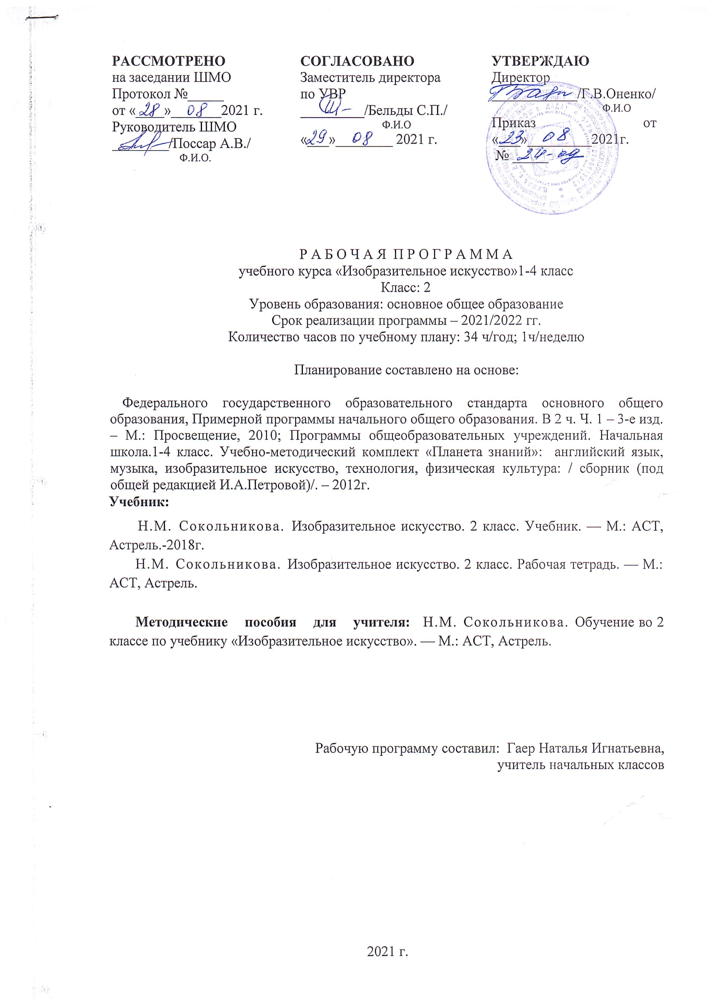 РАССМОТРЕНО
на заседании ШМО
Протокол №_____
от «28» 08 2021 г.
Руководитель ШМО
________/Поссар А.В./
Ф.И.О.
СОГЛАСОВАНО
Заместитель директора
по УВР
_________/Бельды С.П./
Ф.И.О
«29» 08 2021 г.
УТВЕРЖДАЮ
Директор
____________/Г.В.Оненко/
Ф.И.О
Приказ от
«23» 08 2021г.
№ 24-од
Р А Б О Ч А Я П Р О Г Р А М М А
учебного курса «Изобразительное искусство»1-4 класс
Класс: 2
Уровень образования: основное общее образование
Срок реализации программы – 2021/2022 гг.
Количество часов по учебному плану: 34 ч/год; 1ч/неделю
Планирование составлено на основе:
Федерального государственного образовательного стандарта основного общего
образования, Примерной программы начального общего образования. В 2 ч. Ч. 1 – 3-е изд.
– М.: Просвещение, 2010; Программы общеобразовательных учреждений. Начальная
школа.1-4 класс. Учебно-методический комплект «Планета знаний»: английский язык,
музыка, изобразительное искусство, технология, физическая культура: / сборник (под
общей редакцией И.А.Петровой)/. – 2012г.
Учебник:
Н.М. Сокольникова. Изобразительное искусство. 2 класс. Учебник. — М.: АСТ,
Астрель.-2018г.
Н.М. Сокольникова. Изобразительное искусство. 2 класс. Рабочая тетрадь. — М.:
АСТ, Астрель.
Методические пособия для учителя: Н.М. Сокольникова. Обучение во 2
классе по учебнику «Изобразительное искусство». — М.: АСТ, Астрель.
Рабочую программу составил: Гаер Наталья Игнатьевна,
учитель начальных классов
2021 г.